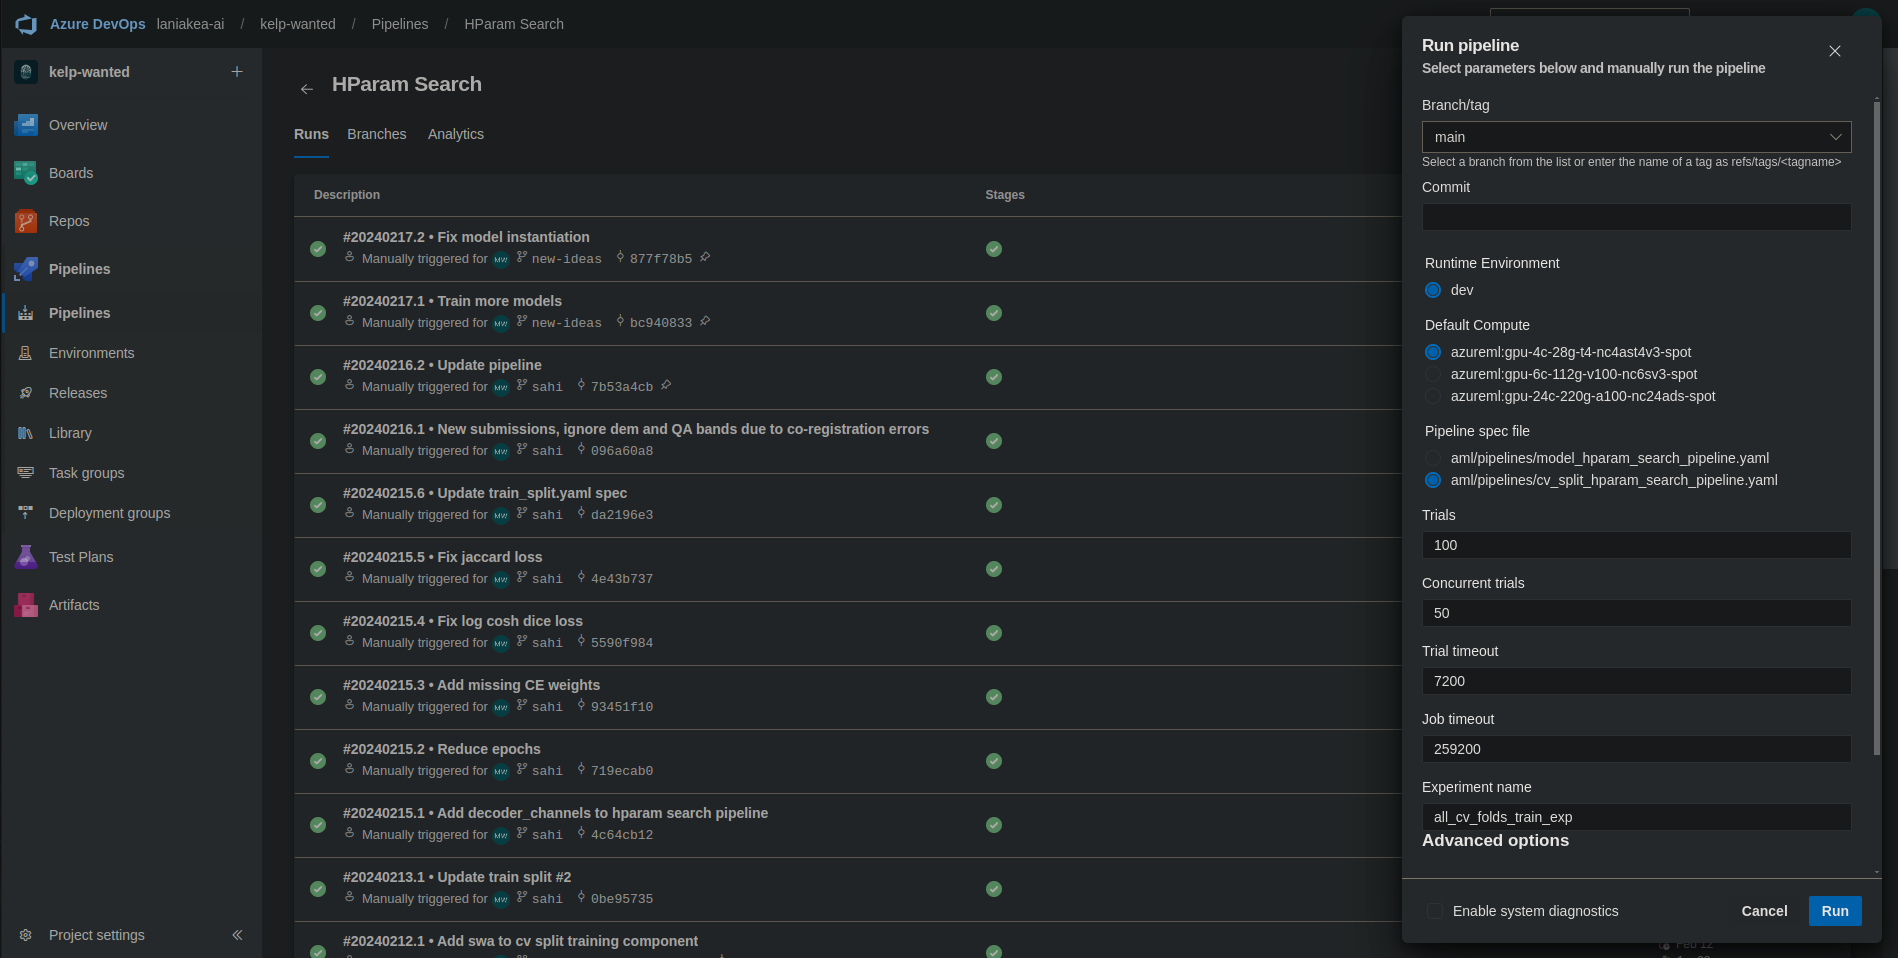 Azure DevOps laniakea-ai / kelp-wanted / Pipelines / HParam Search
kelp-wanted
Overview
Boards
Repos
Pipelines
Pipelines
Environments
Releases
Library
Task groups
Deployment groups
Test Plans
Artifacts
Project settings
HParam Search
Runs Branches Analytics
Description Stages
#20240217.2 • Fix model instantiation
Manually triggered for MW new-ideas 877f78b5
#20240217.1 • Train more models
Manually triggered for MW new-ideas bc940833
#20240216.2 • Update pipeline
Manually triggered for MW sahi 7b53a4cb
#20240216.1 • New submissions, ignore dem and QA bands due to co-registration errors
Manually triggered for MW sahi 096a60a8
#20240215.6 • Update train_split.yaml spec
Manually triggered for MW sahi da2196e3
#20240215.5 • Fix jaccard loss
Manually triggered for MW sahi 4e43b737
#20240215.4 • Fix log cosh dice loss
Manually triggered for MW sahi 5590f984
#20240215.3 • Add missing CE weights
Manually triggered for MW sahi 93451f10
#20240215.2 • Reduce epochs
Manually triggered for MW sahi 719ecab0
#20240215.1 • Add decoder_channels to hparam search pipeline
Manually triggered for MW sahi 4c64cb12
#20240213.1 • Update train split #2
Manually triggered for MW sahi 0be95735
#20240212.1 • Add swa to cv split training component
Feb 12
Run pipeline
Select parameters below and manually run the pipeline
Branch/tag
main
Select a branch from the list or enter the name of a tag as refs/tags/<tagname>
Commit
Runtime Environment
dev
Default Compute
azureml:gpu-4c-28g-t4-nc4ast4v3-spot
azureml:gpu-6c-112g-v100-nc6sv3-spot
azureml:gpu-24c-220g-a100-nc24ads-spot
Pipeline spec file
aml/pipelines/model_hparam_search_pipeline.yaml
aml/pipelines/cv_split_hparam_search_pipeline.yaml
Trials
100
Concurrent trials
50
Trial timeout
7200
Job timeout
259200
Experiment name
all_cv_folds_train_exp
Advanced options
Enable system diagnostics
Cancel Run